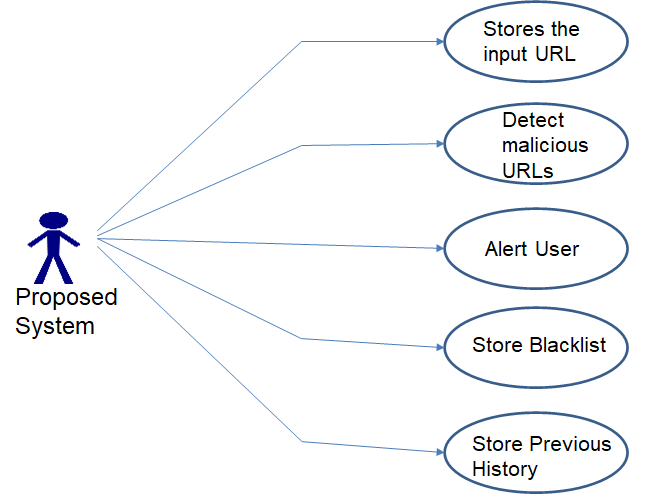 Stores the
input URL
Detect
malicious
URLs
Alert User
Proposed
System
Store Blacklist
Store Previous
History